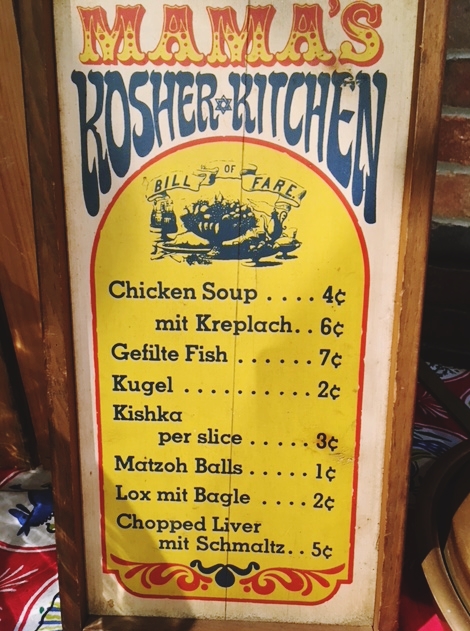 MAMA'S
KOSHER ✡ KITCHEN
BILL OF FARE
Chicken Soup .... 4¢
mit Kreplach.. 6¢
Gefilte Fish ...... 7¢
Kugel .......... 2¢
Kishka
per slice ..... 3¢
Matzoh Balls ..... 1¢
Lox mit Bagle .... 2¢
Chopped Liver
mit Schmaltz.. 5¢